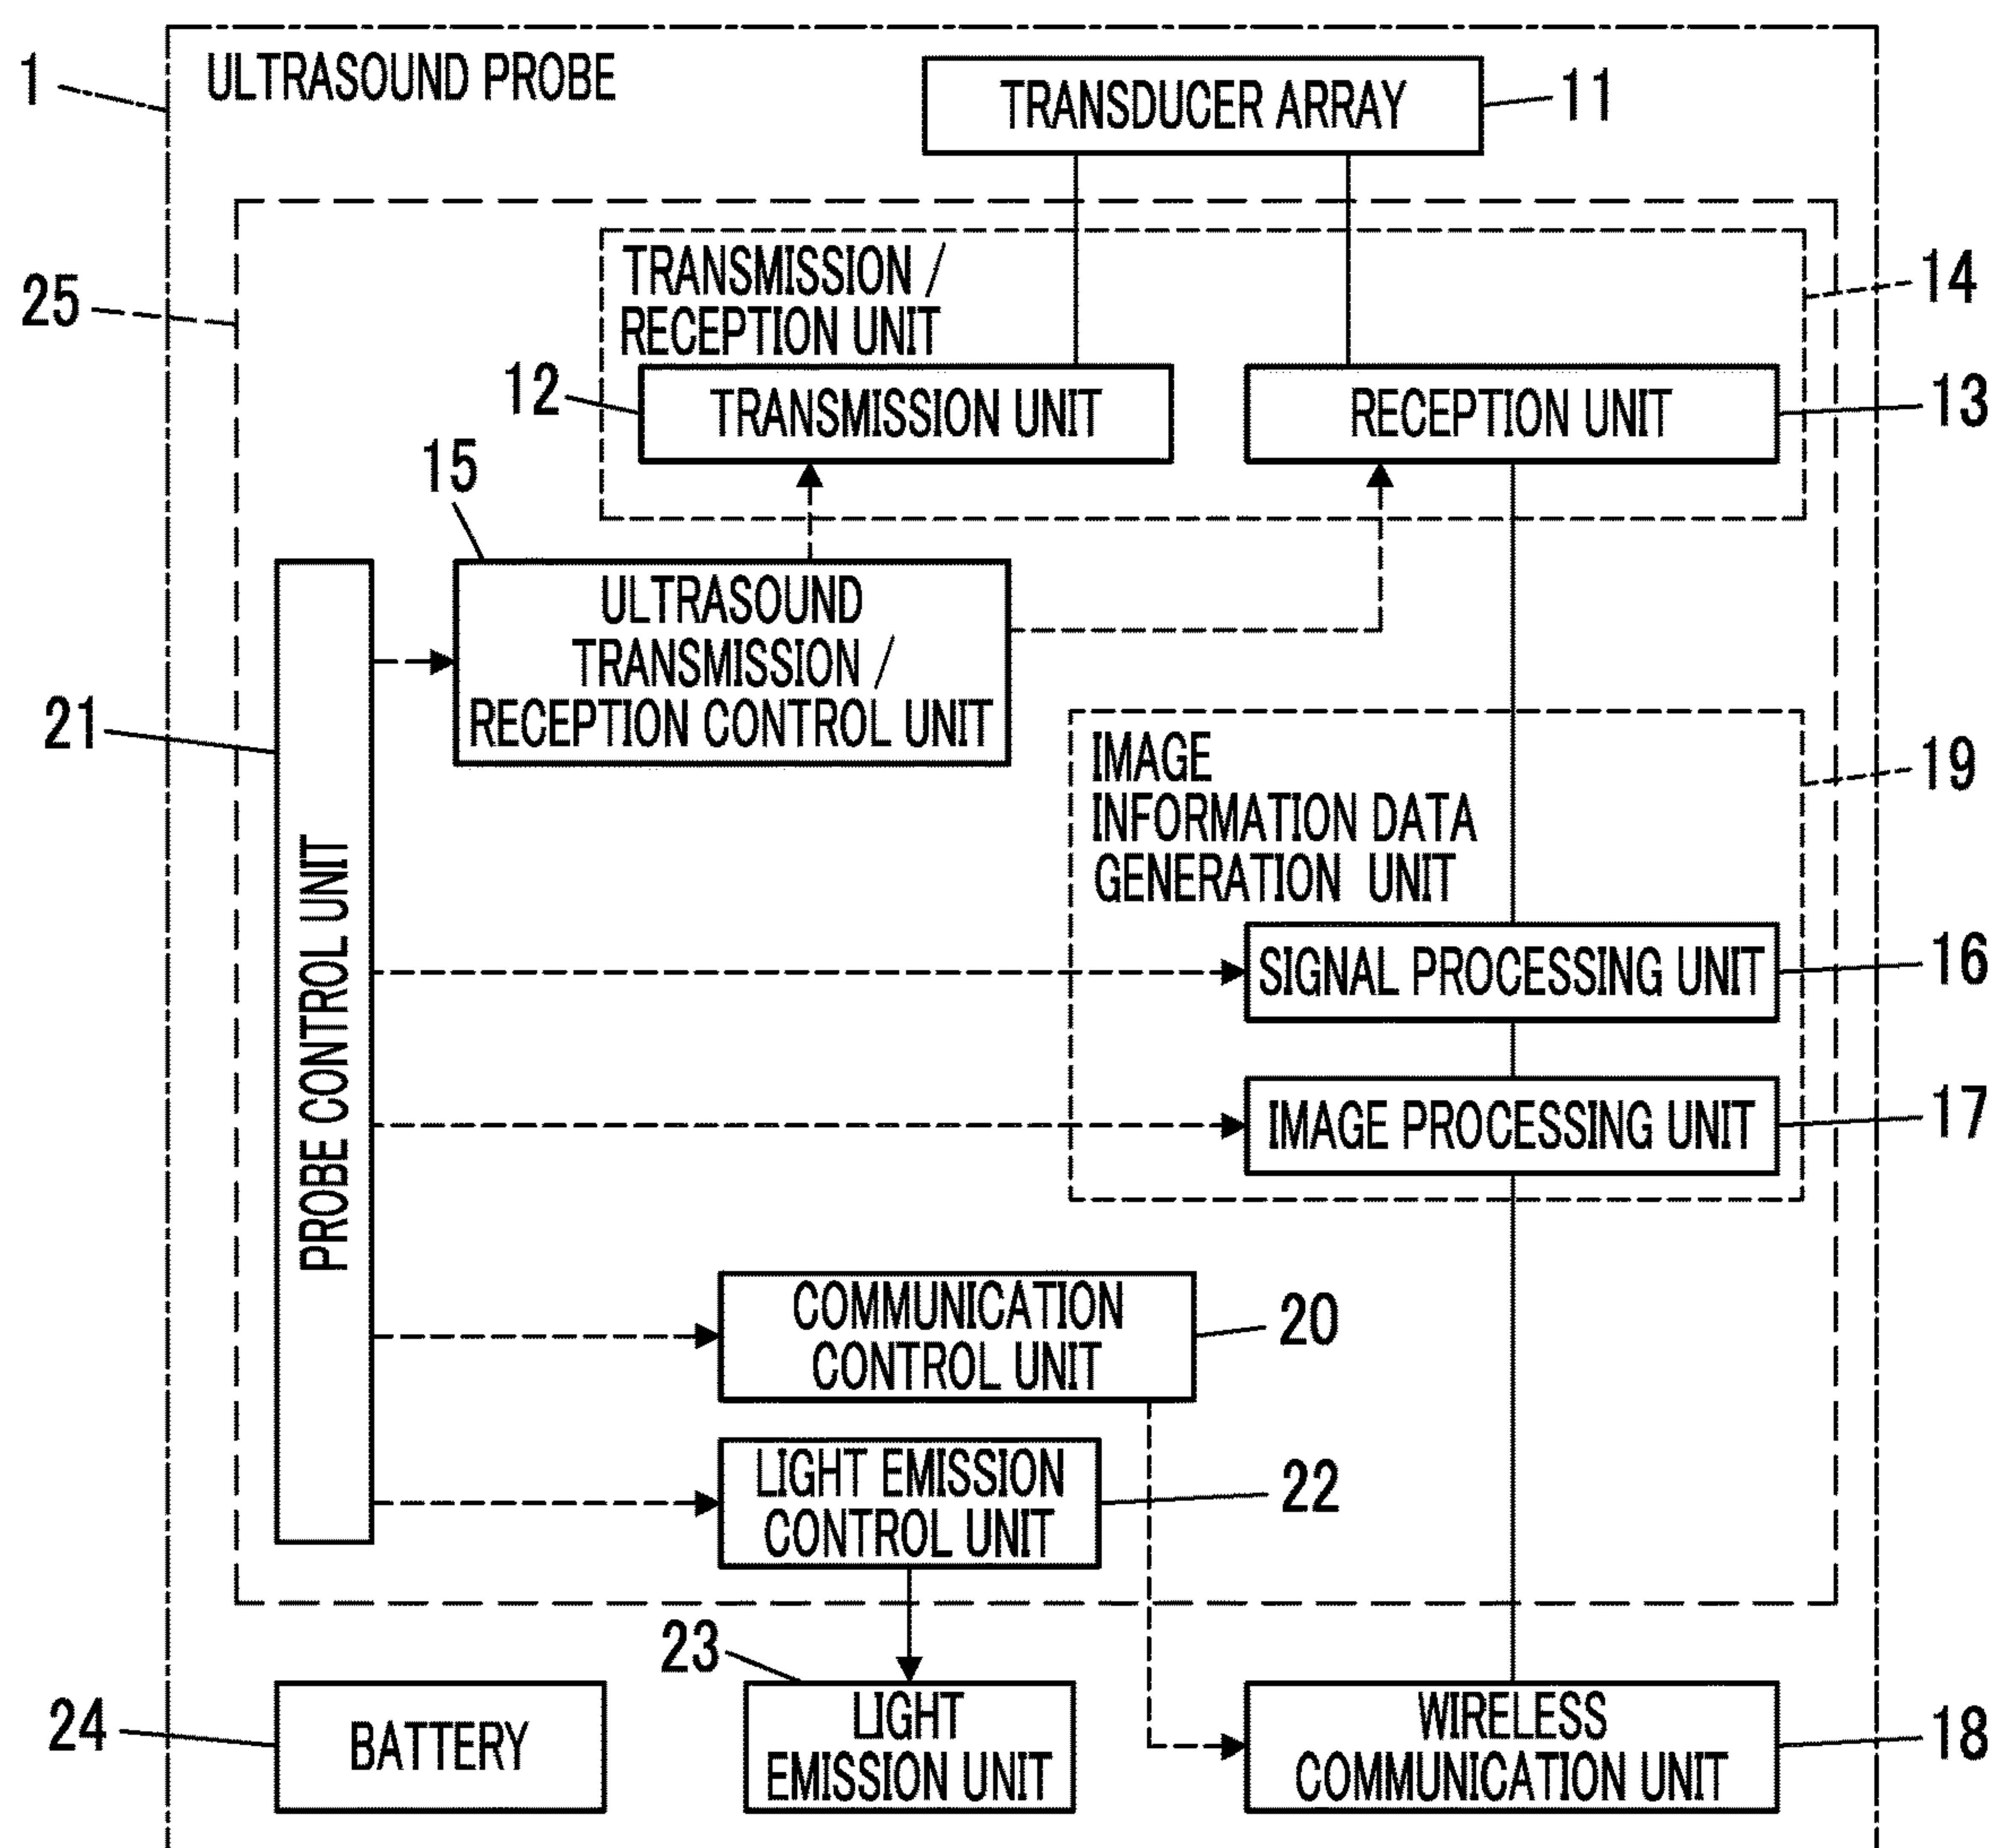 1
ULTRASOUND PROBE
TRANSDUCER ARRAY
11
25
TRANSMISSION /
RECEPTION UNIT
14
12
TRANSMISSION UNIT
RECEPTION UNIT
13
15
ULTRASOUND
TRANSMISSION /
RECEPTION CONTROL UNIT
21
PROBE CONTROL UNIT
IMAGE
INFORMATION DATA
GENERATION UNIT
19
SIGNAL PROCESSING UNIT
16
IMAGE PROCESSING UNIT
17
COMMUNICATION
CONTROL UNIT
20
LIGHT EMISSION
CONTROL UNIT
22
23
24
BATTERY
LIGHT
EMISSION UNIT
WIRELESS
COMMUNICATION UNIT
18